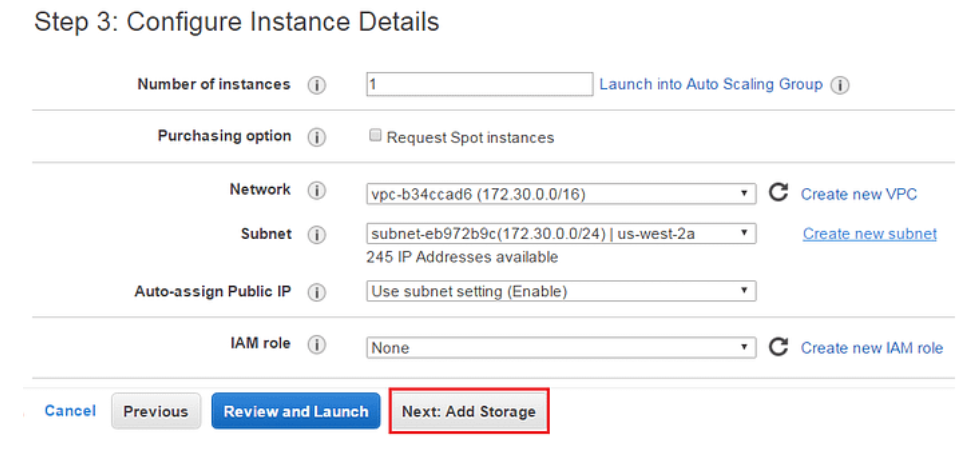 Step 3: Configure Instance Details
Number of instances i 1 Launch into Auto Scaling Group i
Purchasing option i Request Spot instances
Network i vpc-b34ccad6 (172.30.0.0/16) Create new VPC
Subnet i subnet-eb972b9c(172.30.0.0/24) | us-west-2a Create new subnet
245 IP Addresses available
Auto-assign Public IP i Use subnet setting (Enable)
IAM role i None Create new IAM role
Cancel Previous Review and Launch Next: Add Storage